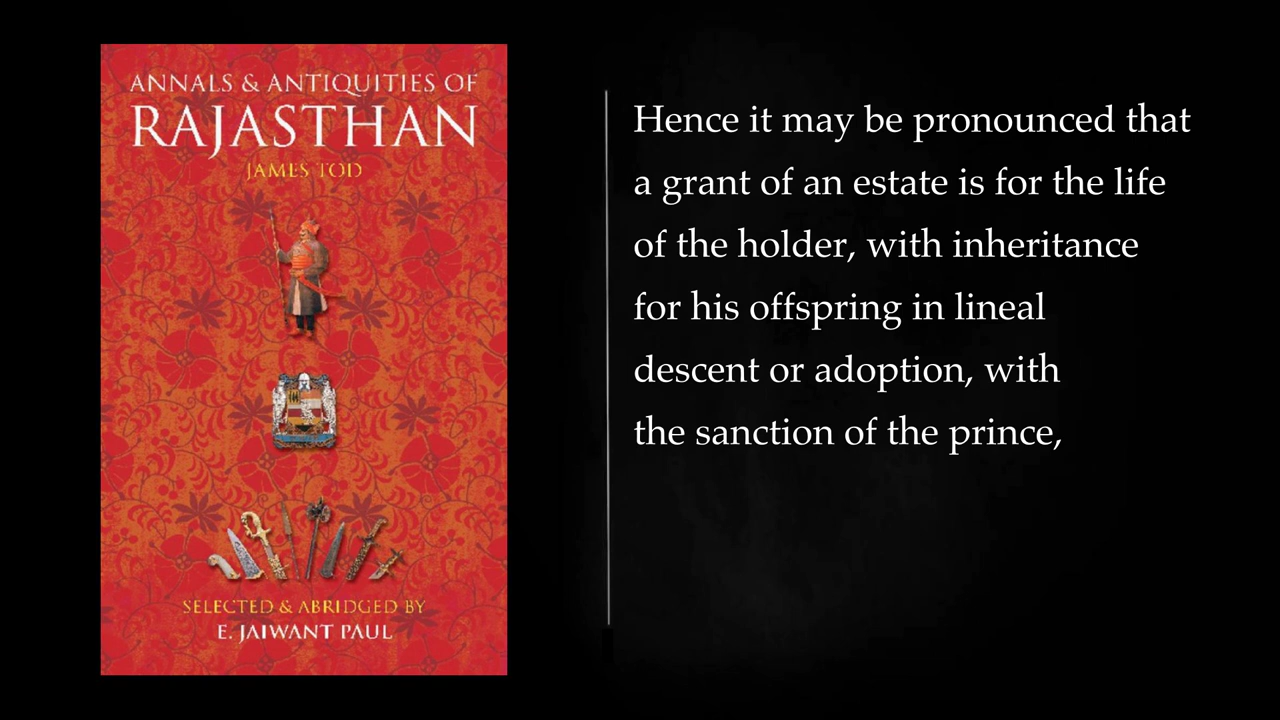 ANNALS & ANTIQUITIES OF
RAJASTHAN
JAMES TOD
SELECTED & ABRIDGED BY
E. JAIWANT PAUL
Hence it may be pronounced that
a grant of an estate is for the life
of the holder, with inheritance
for his offspring in lineal
descent or adoption, with
the sanction of the prince,